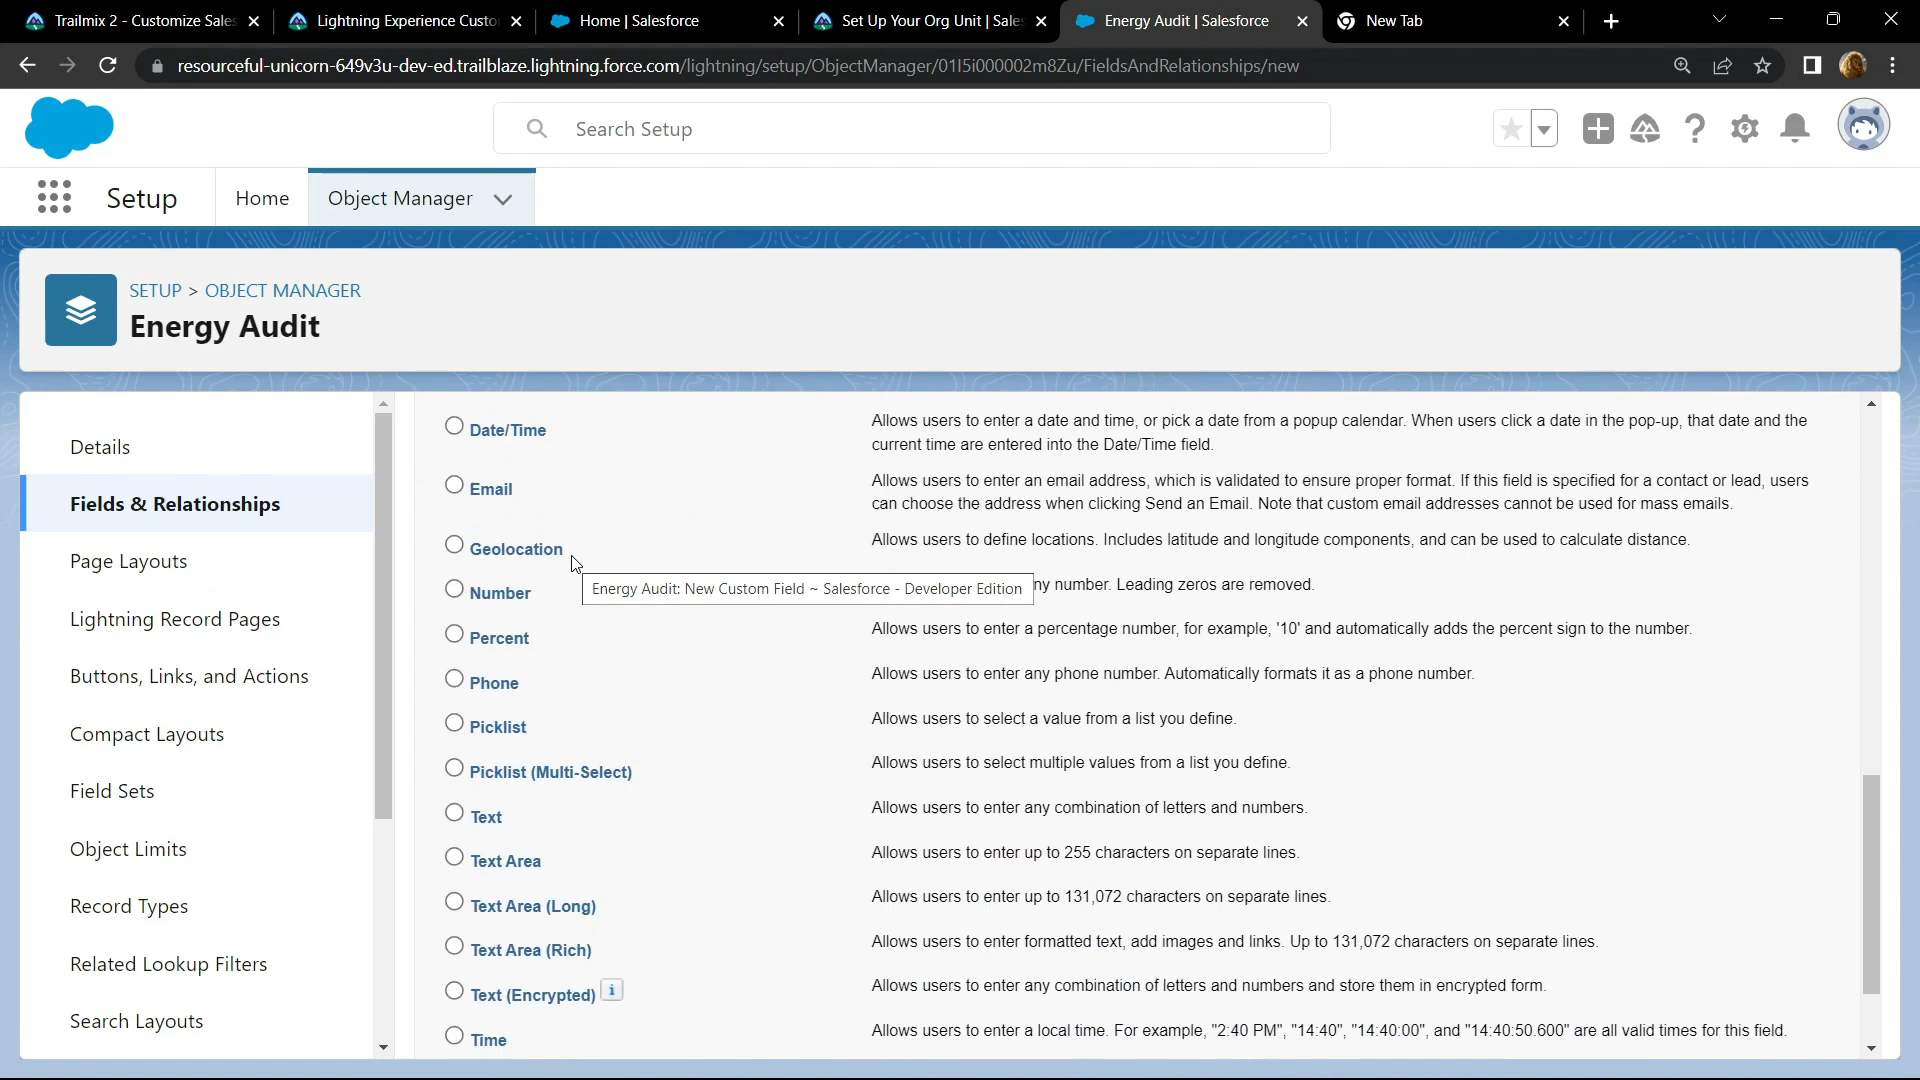 Trailmix 2 - Customize Sales
Lightning Experience Custo
Home | Salesforce
Set Up Your Org Unit | Sales
Energy Audit | Salesforce
New Tab
resourceful-unicorn-649v3u-dev-ed.trailblaze.lightning.force.com/lightning/setup/ObjectManager/01I5i000002m8Zu/FieldsAndRelationships/new
Search Setup
Setup
Home
Object Manager
SETUP > OBJECT MANAGER
Energy Audit
Details
Fields & Relationships
Page Layouts
Lightning Record Pages
Buttons, Links, and Actions
Compact Layouts
Field Sets
Object Limits
Record Types
Related Lookup Filters
Search Layouts
Date/Time
Allows users to enter a date and time, or pick a date from a popup calendar. When users click a date in the pop-up, that date and the
current time are entered into the Date/Time field.
Email
Allows users to enter an email address, which is validated to ensure proper format. If this field is specified for a contact or lead, users
can choose the address when clicking Send an Email. Note that custom email addresses cannot be used for mass emails.
Geolocation
Allows users to define locations. Includes latitude and longitude components, and can be used to calculate distance.
Energy Audit: New Custom Field ~ Salesforce - Developer Edition
Number
ny number. Leading zeros are removed.
Percent
Allows users to enter a percentage number, for example, '10' and automatically adds the percent sign to the number.
Phone
Allows users to enter any phone number. Automatically formats it as a phone number.
Picklist
Allows users to select a value from a list you define.
Picklist (Multi-Select)
Allows users to select multiple values from a list you define.
Text
Allows users to enter any combination of letters and numbers.
Text Area
Allows users to enter up to 255 characters on separate lines.
Text Area (Long)
Allows users to enter up to 131,072 characters on separate lines.
Text Area (Rich)
Allows users to enter formatted text, add images and links. Up to 131,072 characters on separate lines.
Text (Encrypted) i
Allows users to enter any combination of letters and numbers and store them in encrypted form.
Time
Allows users to enter a local time. For example, "2:40 PM", "14:40", "14:40:00", and "14:40:50.600" are all valid times for this field.